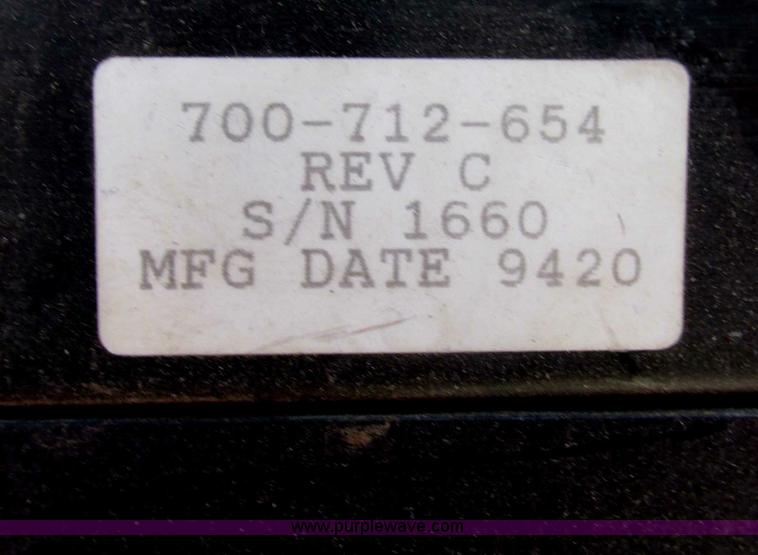 700-712-654
REV C
S/N 1660
MFG DATE 9420
www.purplewave.com